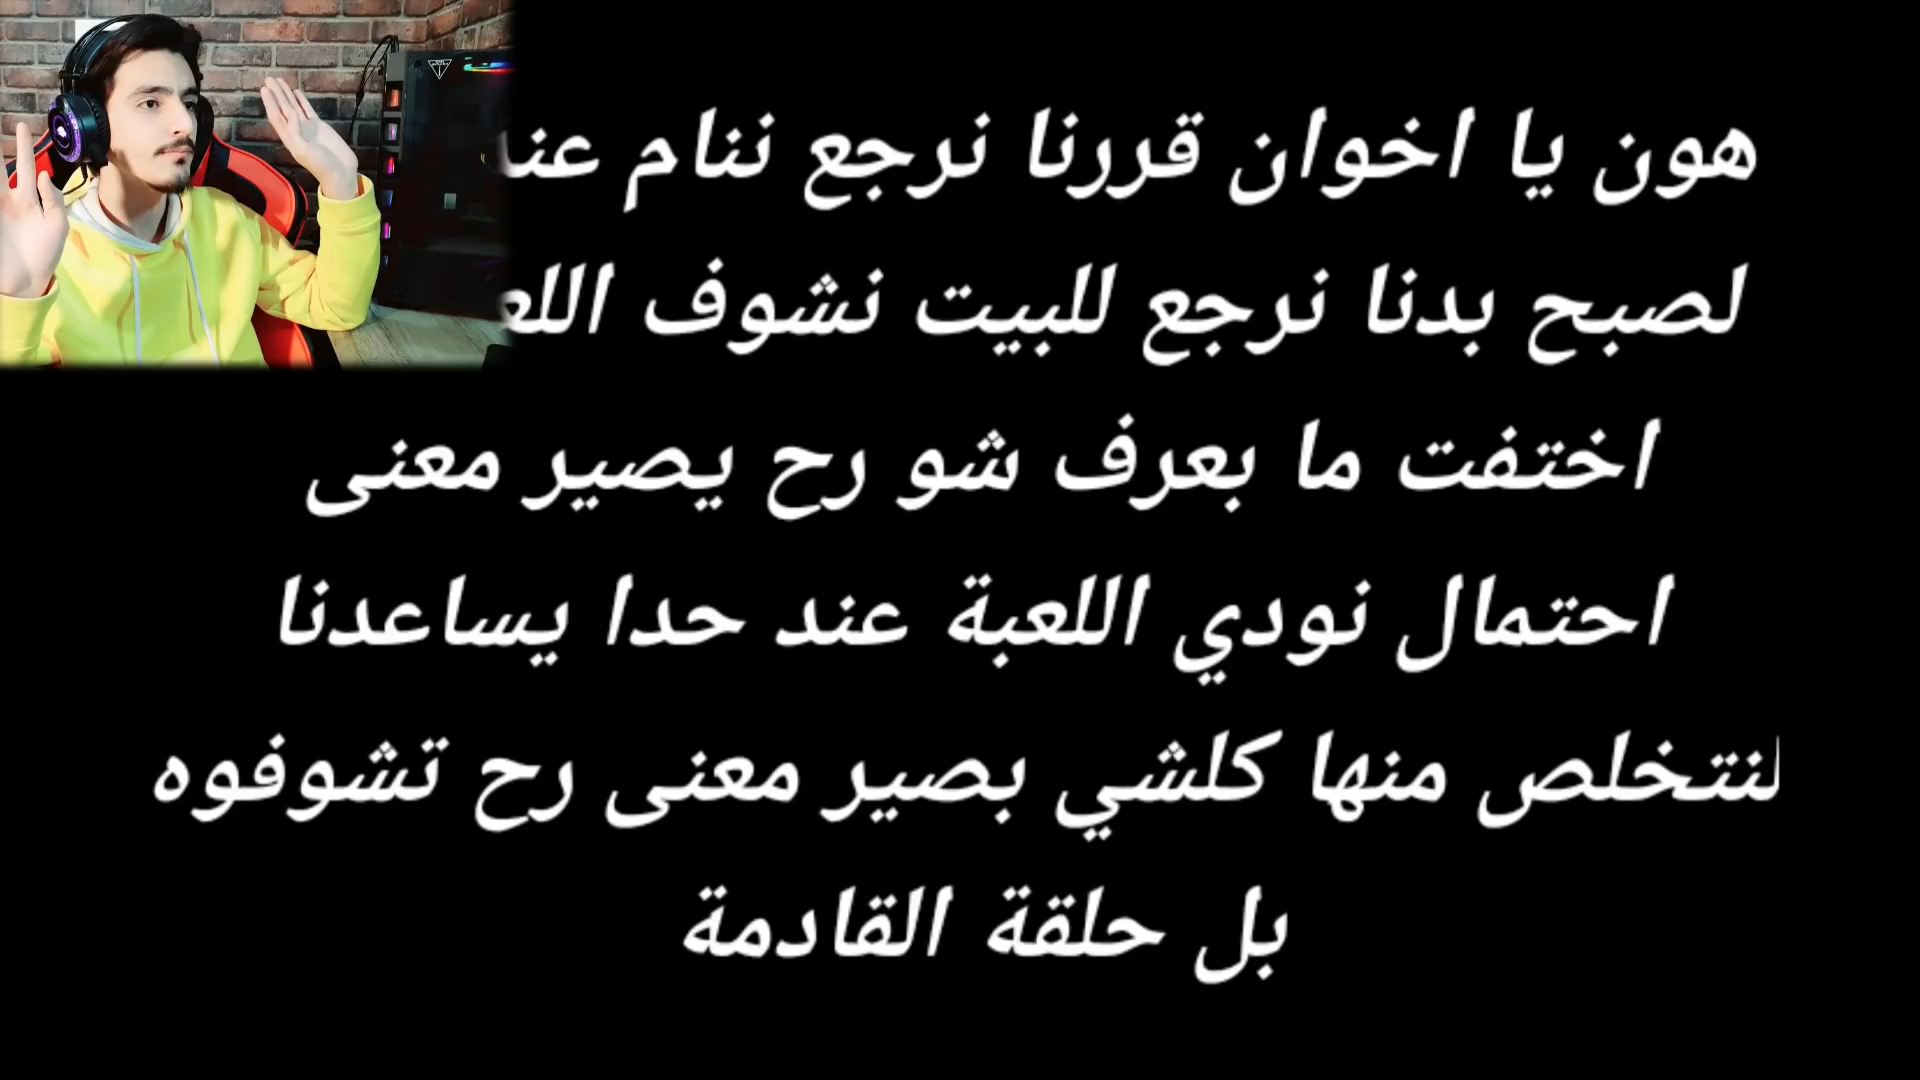 هون يا اخوان قررنا نرجع ننام
لصبح بدنا نرجع للبيت نشوف
اختفت ما بعرف شو رح يصير معنى
احتمال نودي اللعبة عند حدا يساعدنا
لنتخلص منها كلشي بصير معنى رح تشوفوه
بل حلقة القادمة